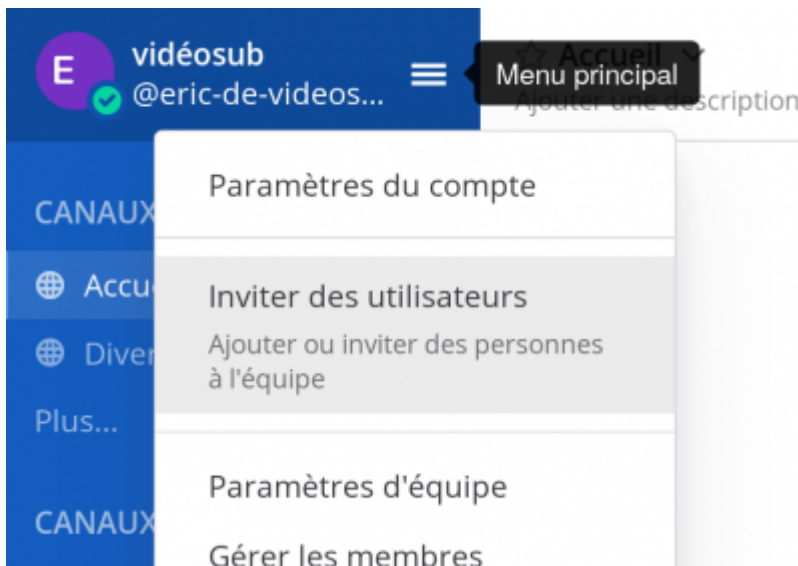 E
vidéosub
@eric-de-videos...
Accueil
Menu principal
Ajouter une description
Paramètres du compte
CANAUX
Inviter des utilisateurs
Accu
Ajouter ou inviter des personnes
Diver
à l'équipe
Plus...
Paramètres d'équipe
CANAUX
Gérer les membres